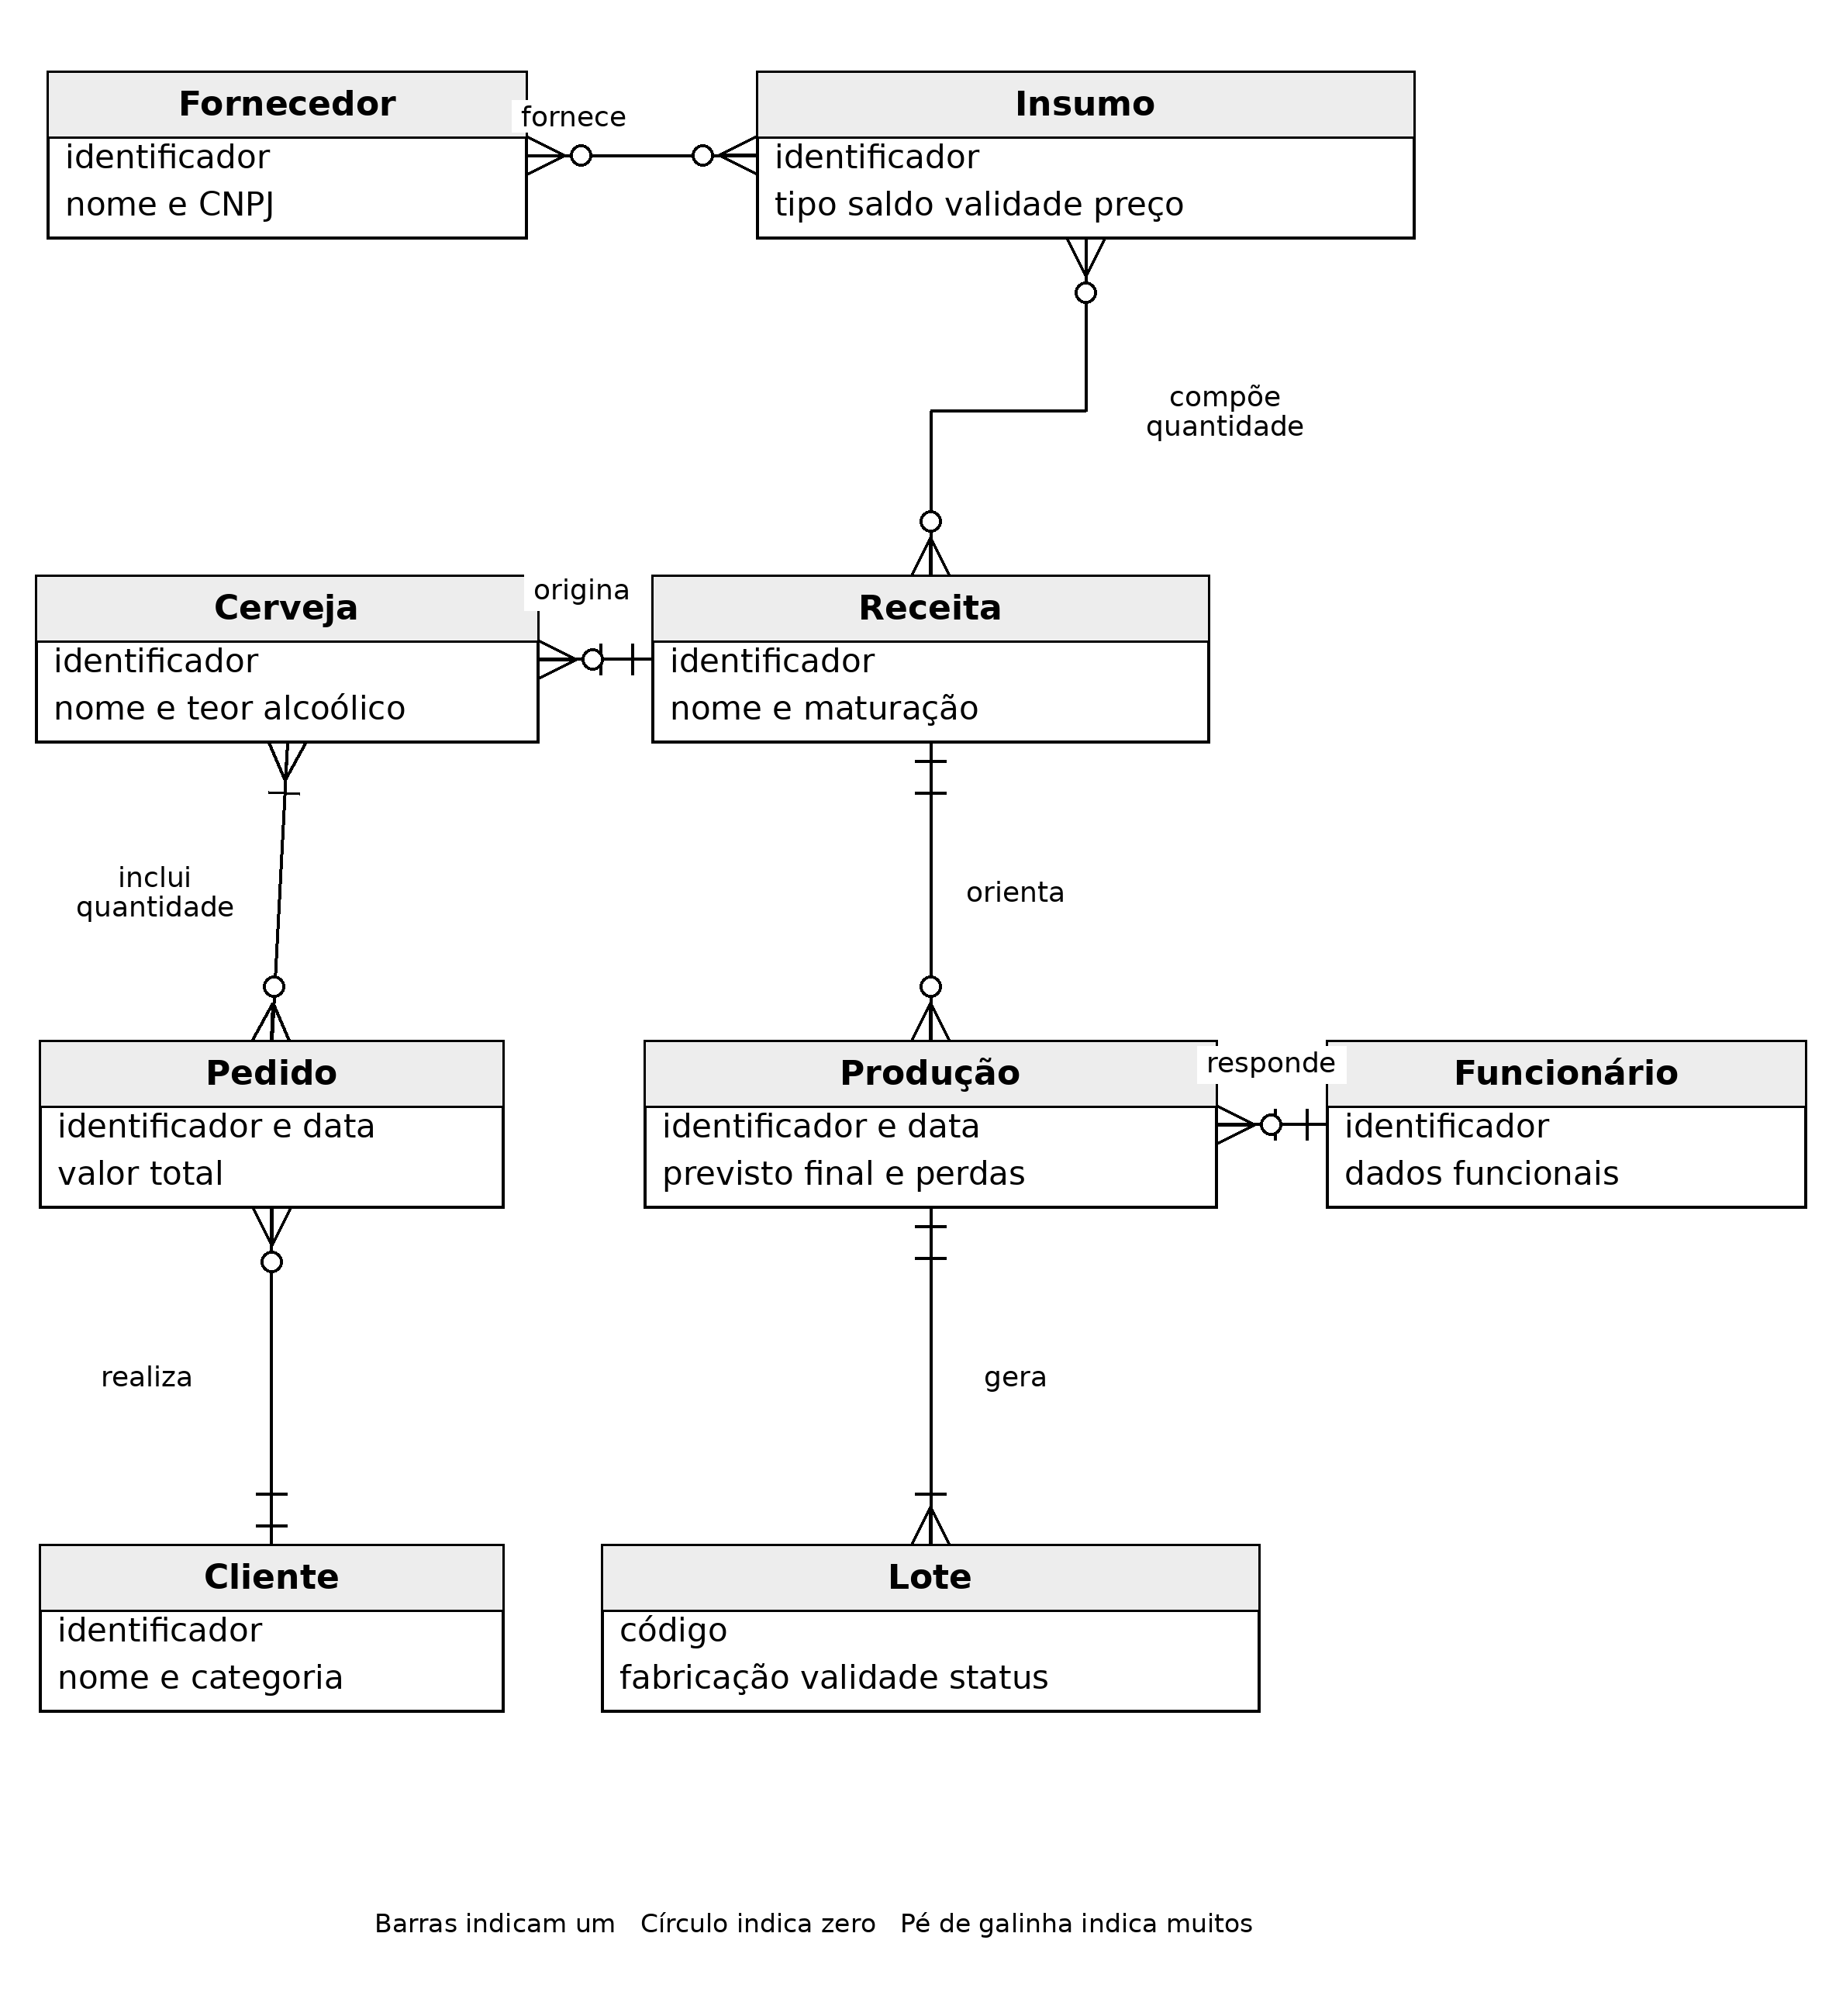 Fornecedor
identificador
nome e CNPJ
fornece
Insumo
identificador
tipo saldo validade preço
compõe
quantidade
Cerveja
identificador
nome e teor alcoólico
origina
Receita
identificador
nome e maturação
inclui
quantidade
orienta
Pedido
identificador e data
valor total
Produção
identificador e data
previsto final e perdas
responde
Funcionário
identificador
dados funcionais
realiza
gera
Cliente
identificador
nome e categoria
Lote
código
fabricação validade status
Barras indicam um Círculo indica zero Pé de galinha indica muitos